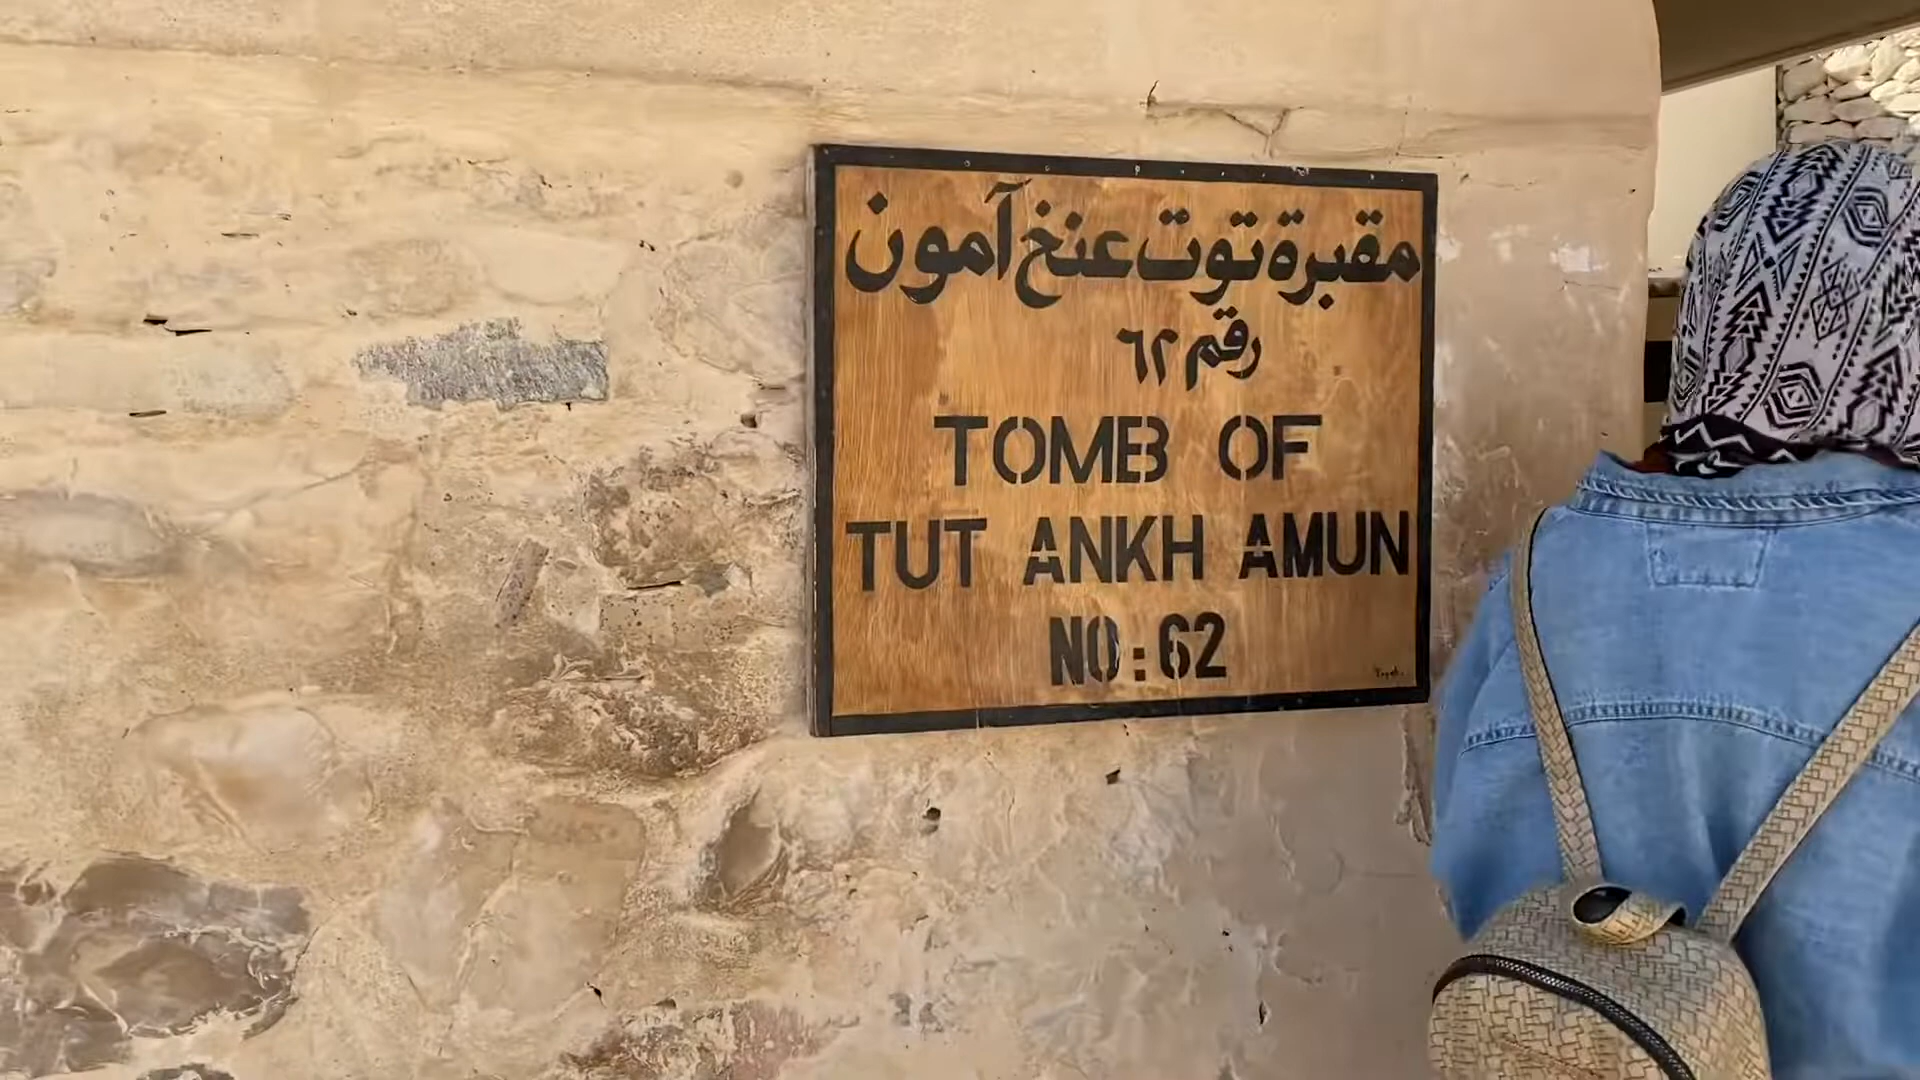 مقبرة توت عنخ آمون
رقم ٦٢
TOMB OF
TUT ANKH AMUN
NO:62